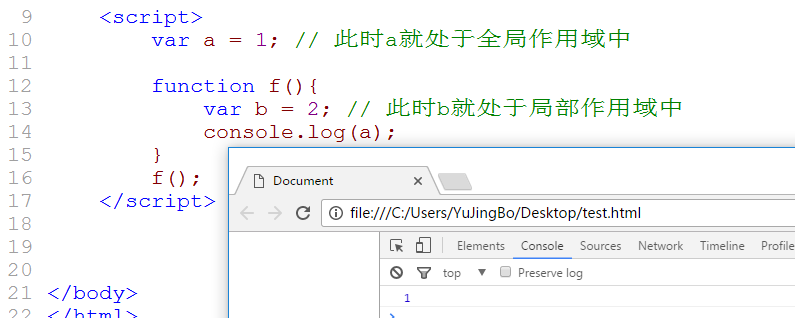 9 <script>
10 var a = 1; // 此时a就处于全局作用域中
11
12 function f(){
13 var b = 2; // 此时b就处于局部作用域中
14 console.log(a);
15 }
16 f();
17 </script>
18
19
20
21 </body>
22 </html>
Document
file:///C:/Users/YuJingBo/Desktop/test.html
Elements Console Sources Network Timeline Profile
top Preserve log
1